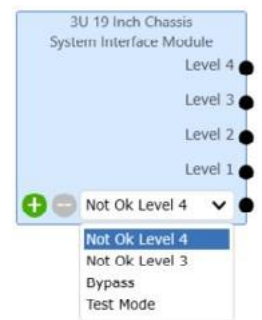 3U 19 Inch Chassis
System Interface Module
Level 4
Level 3
Level 2
Level 1
Not Ok Level 4
Not Ok Level 4
Not Ok Level 3
Bypass
Test Mode